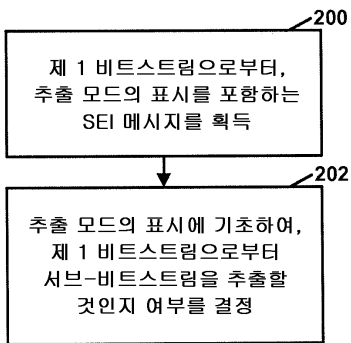 200
제 1 비트스트림으로부터,
추출 모드의 표시를 포함하는
SEI 메시지를 획득
202
추출 모드의 표시에 기초하여,
제 1 비트스트림으로부터
서브-비트스트림을 추출할
것인지 여부를 결정